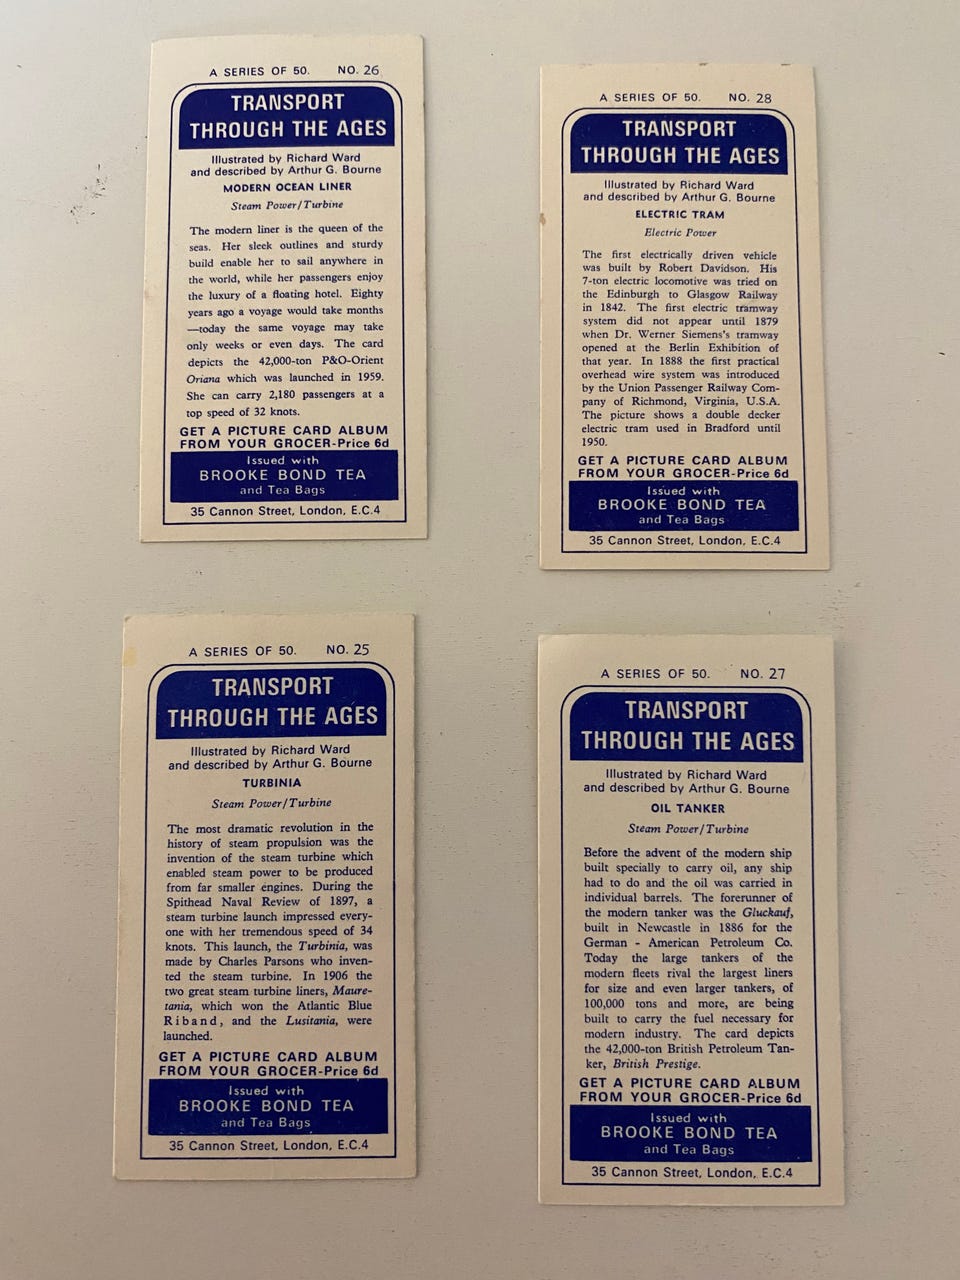 A SERIES OF 50. NO. 26
TRANSPORT
THROUGH THE AGES
Illustrated by Richard Ward
and described by Arthur G. Bourne
MODERN OCEAN LINER
Steam Power/Turbine
The modern liner is the queen of the
seas. Her sleek outlines and sturdy
build enable her to sail anywhere in
the world, while her passengers enjoy
the luxury of a floating hotel. Eighty
years ago a voyage would take months
—today the same voyage may take
only weeks or even days. The card
depicts the 42,000-ton P&O-Orient
Oriana which was launched in 1959.
She can carry 2,180 passengers at a
top speed of 32 knots.
GET A PICTURE CARD ALBUM
FROM YOUR GROCER-Price 6d
Issued with
BROOKE BOND TEA
and Tea Bags
35 Cannon Street, London, E.C.4
A SERIES OF 50. NO. 28
TRANSPORT
THROUGH THE AGES
Illustrated by Richard Ward
and described by Arthur G. Bourne
ELECTRIC TRAM
Electric Power
The first electrically driven vehicle
was built by Robert Davidson. His
7-ton electric locomotive was tried on
the Edinburgh to Glasgow Railway
in 1842. The first electric tramway
system did not appear until 1879
when Dr. Werner Siemens's tramway
opened at the Berlin Exhibition of
that year. In 1888 the first practical
overhead wire system was introduced
by the Union Passenger Railway Com-
pany of Richmond, Virginia, U.S.A.
The picture shows a double decker
electric tram used in Bradford until
1950.
GET A PICTURE CARD ALBUM
FROM YOUR GROCER-Price 6d
Issued with
BROOKE BOND TEA
and Tea Bags
35 Cannon Street, London, E.C.4
A SERIES OF 50. NO. 25
TRANSPORT
THROUGH THE AGES
Illustrated by Richard Ward
and described by Arthur G. Bourne
TURBINIA
Steam Power/Turbine
The most dramatic revolution in the
history of steam propulsion was the
invention of the steam turbine which
enabled steam power to be produced
from far smaller engines. During the
Spithead Naval Review of 1897, a
steam turbine launch impressed every-
one with her tremendous speed of 34
knots. This launch, the Turbinia, was
made by Charles Parsons who inven-
ted the steam turbine. In 1906 the
two great steam turbine liners, Maure-
tania, which won the Atlantic Blue
Riband, and the Lusitania, were
launched.
GET A PICTURE CARD ALBUM
FROM YOUR GROCER-Price 6d
Issued with
BROOKE BOND TEA
and Tea Bags
35 Cannon Street, London, E.C.4
A SERIES OF 50. NO. 27
TRANSPORT
THROUGH THE AGES
Illustrated by Richard Ward
and described by Arthur G. Bourne
OIL TANKER
Steam Power/Turbine
Before the advent of the modern ship
built specially to carry oil, any ship
had to do and the oil was carried in
individual barrels. The forerunner of
the modern tanker was the Gluckauf,
built in Newcastle in 1886 for the
German - American Petroleum Co.
Today the large tankers of the
modern fleets rival the largest liners
for size and even larger tankers, of
100,000 tons and more, are being
built to carry the fuel necessary for
modern industry. The card depicts
the 42,000-ton British Petroleum Tan-
ker, British Prestige.
GET A PICTURE CARD ALBUM
FROM YOUR GROCER-Price 6d
Issued with
BROOKE BOND TEA
and Tea Bags
35 Cannon Street, London, E.C.4